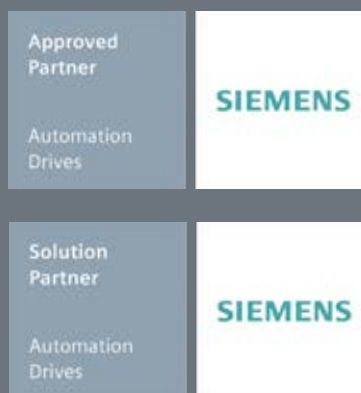 Approved
Partner
SIEMENS
Automation
Drives
Solution
Partner
SIEMENS
Automation
Drives